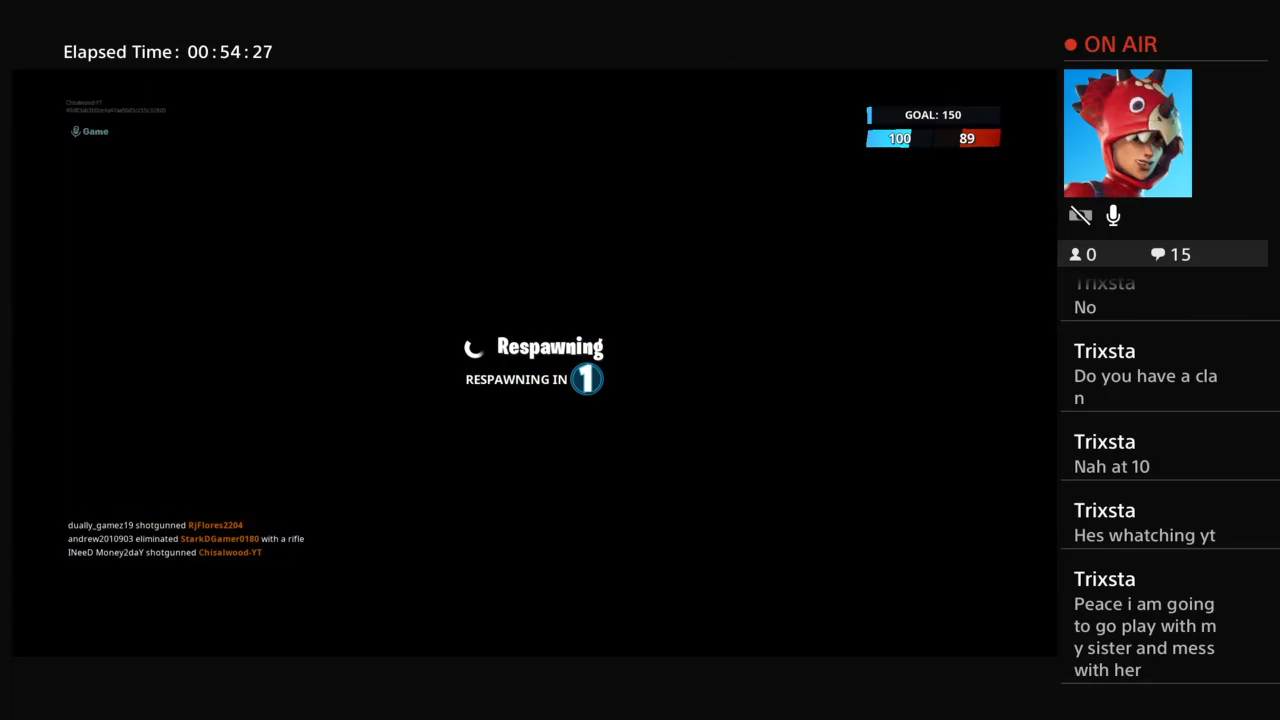 Elapsed Time: 00:54:27
ON AIR
Chisalwood-YT
Game
GOAL: 150
100 89
0 15
Trixsta
No
Trixsta
Do you have a cla
n
Trixsta
Nah at 10
Trixsta
Hes whatching yt
Trixsta
Peace i am going
to go play with m
y sister and mess
with her
Respawning
RESPAWNING IN 1
dually_gamez19 shotgunned RjFlores2204
andrew2010903 eliminated StarkDGamer0180 with a rifle
INeeD Money2daY shotgunned Chisalwood-YT